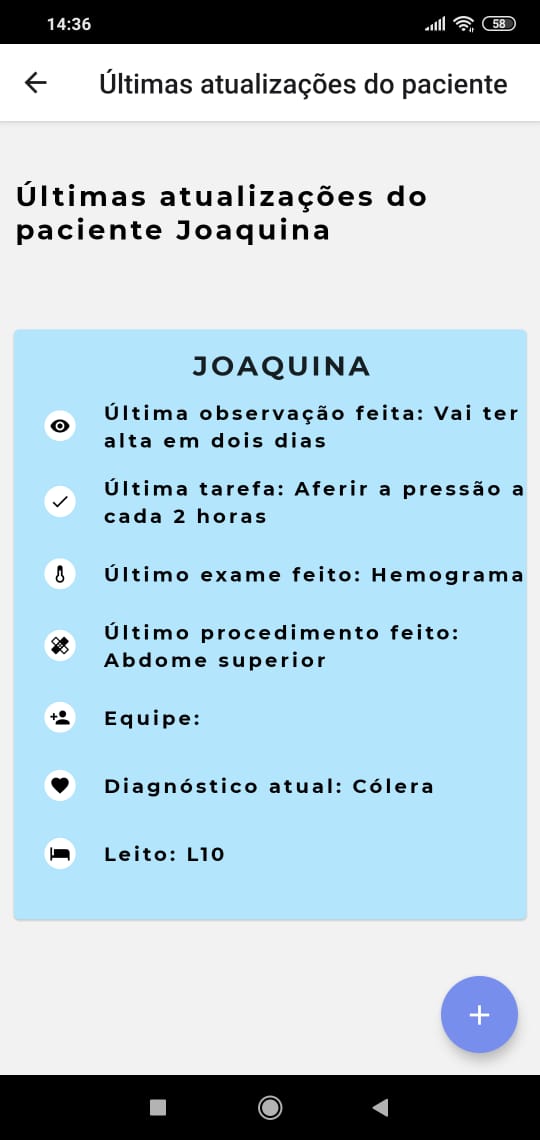 14:36
58
Últimas atualizações do paciente
Últimas atualizações do
paciente Joaquina
JOAQUINA
Última observação feita: Vai ter
alta em dois dias
Última tarefa: Aferir a pressão a
cada 2 horas
Último exame feito: Hemograma
Último procedimento feito:
Abdome superior
Equipe:
Diagnóstico atual: Cólera
Leito: L10